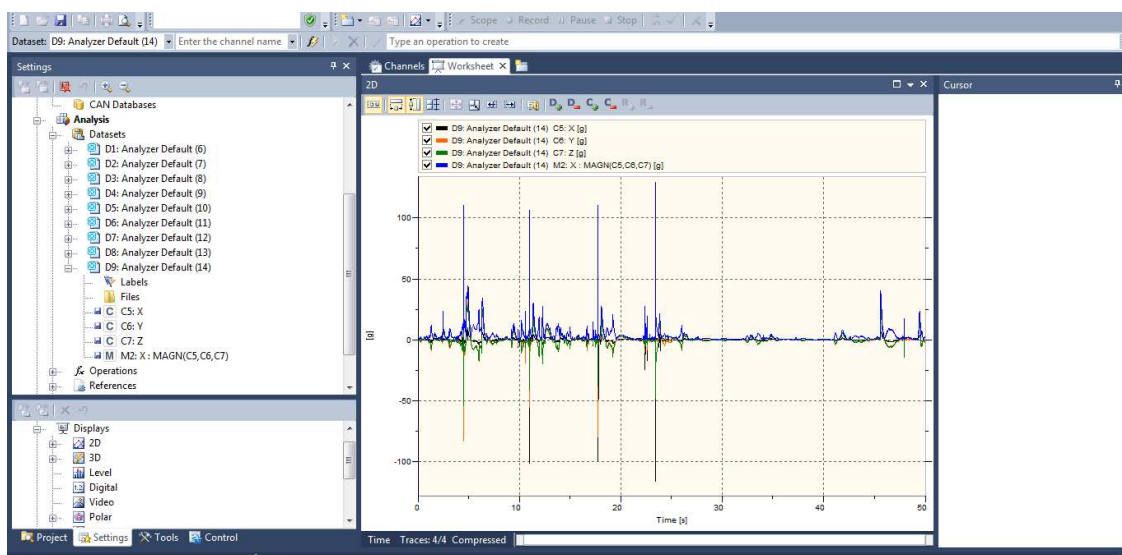 Scope Record Pause Stop
Dataset: D9: Analyzer Default (14) Enter the channel name Type an operation to create
Settings
CAN Databases
Analysis
Datasets
D1: Analyzer Default (6)
D2: Analyzer Default (7)
D3: Analyzer Default (8)
D4: Analyzer Default (9)
D5: Analyzer Default (10)
D6: Analyzer Default (11)
D7: Analyzer Default (12)
D8: Analyzer Default (13)
D9: Analyzer Default (14)
Labels
Files
C C5: X
C C6: Y
C C7: Z
M M2: X : MAGN(C5,C6,C7)
Operations
References
Displays
2D
3D
Level
Digital
Video
Polar
Project Settings Tools Control
Channels Worksheet
2D
D9: Analyzer Default (14) C5: X [g]
D9: Analyzer Default (14) C6: Y [g]
D9: Analyzer Default (14) C7: Z [g]
D9: Analyzer Default (14) M2: X : MAGN(C5,C6,C7) [g]
100
50
0
-50
-100
[g]
0 10 20 30 40 50
Time [s]
Time Traces: 4/4 Compressed
Cursor